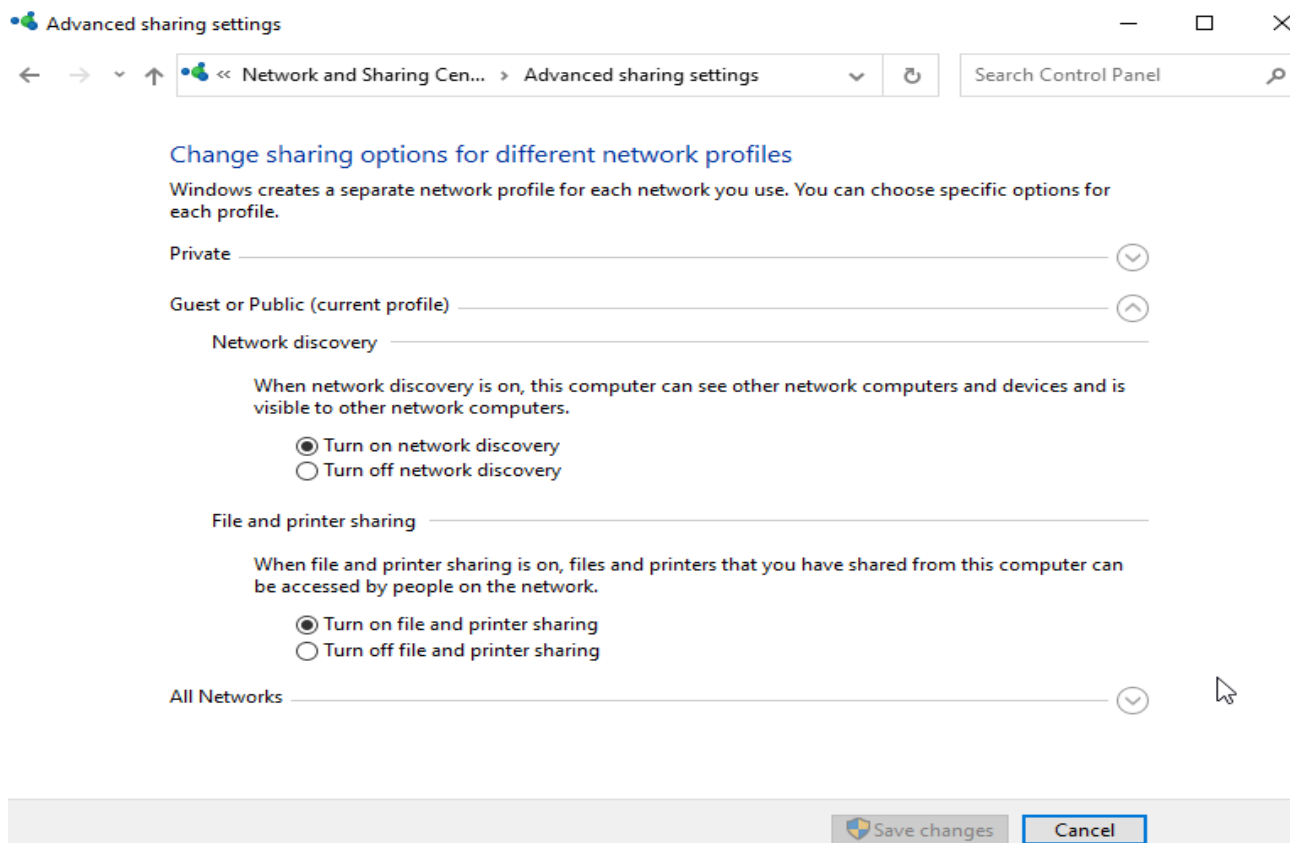 Advanced sharing settings
« Network and Sharing Cen... › Advanced sharing settings
Search Control Panel
Change sharing options for different network profiles
Windows creates a separate network profile for each network you use. You can choose specific options for
each profile.
Private
Guest or Public (current profile)
Network discovery
When network discovery is on, this computer can see other network computers and devices and is
visible to other network computers.
Turn on network discovery
Turn off network discovery
File and printer sharing
When file and printer sharing is on, files and printers that you have shared from this computer can
be accessed by people on the network.
Turn on file and printer sharing
Turn off file and printer sharing
All Networks
Save changes
Cancel